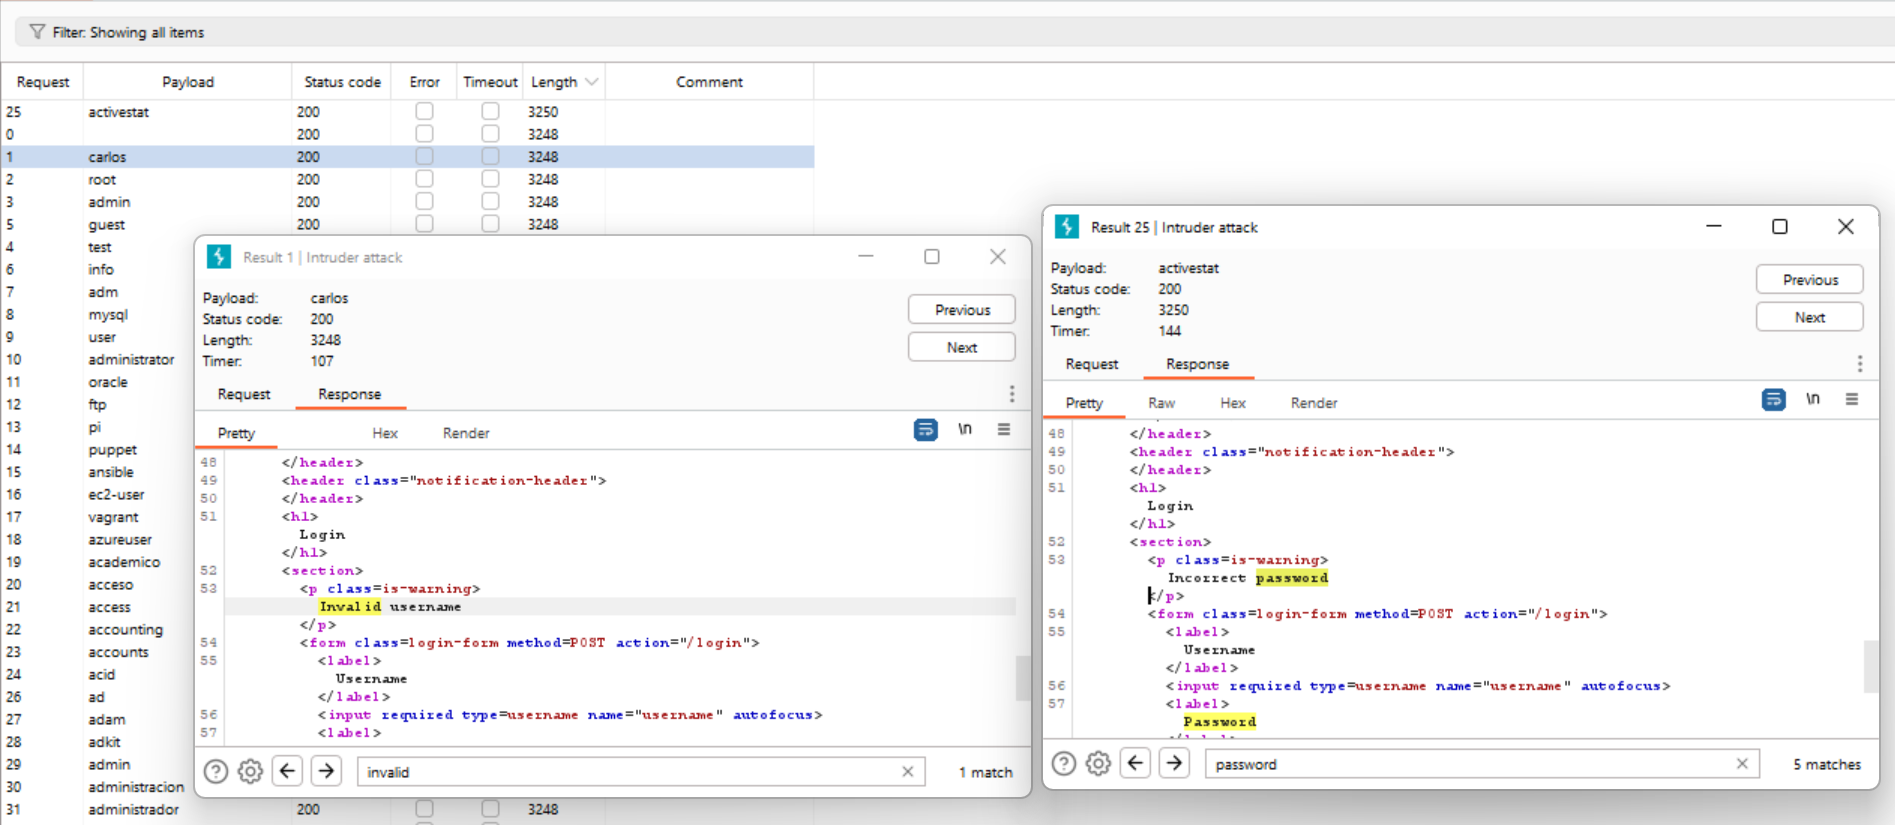 Filter: Showing all items
Request Payload Status code Error Timeout Length Comment
25 activestat 200 3250
0 200 3248
1 carlos 200 3248
2 root 200 3248
3 admin 200 3248
5 guest 200 3248
4 test
6 info
7 adm
8 mysql
9 user
10 administrator
11 oracle
12 ftp
13 pi
14 puppet
15 ansible
16 ec2-user
17 vagrant
18 azureuser
19 academico
20 acceso
21 access
22 accounting
23 accounts
24 acid
26 ad
27 adam
28 adkit
29 admin
30 administracion
31 administrador 200 3248
Result 1 | Intruder attack
Payload: carlos
Status code: 200
Length: 3248
Timer: 107
Previous
Next
Request Response
Pretty Hex Render
\n
48 </header>
49 <header class="notification-header">
50 </header>
51 <h1>
Login
</h1>
52 <section>
53 <p class=is-warning>
Invalid username
</p>
54 <form class=login-form method=POST action="/login">
55 <label>
Username
</label>
56 <input required type=username name="username" autofocus>
57 <label>
invalid
1 match
Result 25 | Intruder attack
Payload: activestat
Status code: 200
Length: 3250
Timer: 144
Previous
Next
Request Response
Pretty Raw Hex Render
\n
48 </header>
49 <header class="notification-header">
50 </header>
51 <h1>
Login
</h1>
52 <section>
53 <p class=is-warning>
Incorrect password
</p>
54 <form class=login-form method=POST action="/login">
55 <label>
Username
</label>
56 <input required type=username name="username" autofocus>
57 <label>
Password
password
5 matches